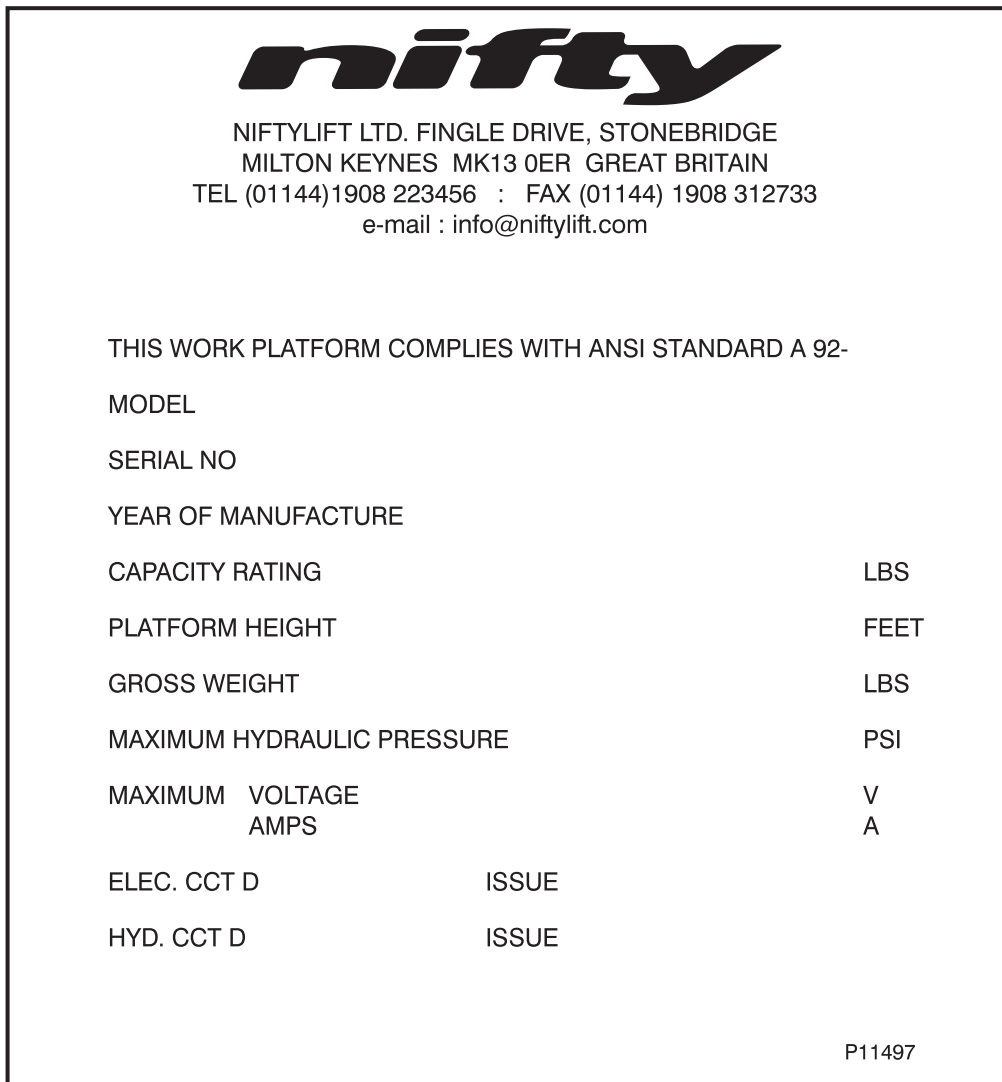 nifty
NIFTYLIFT LTD. FINGLE DRIVE, STONEBRIDGE
MILTON KEYNES MK13 0ER GREAT BRITAIN
TEL (01144)1908 223456 : FAX (01144) 1908 312733
e-mail : info@niftylift.com
THIS WORK PLATFORM COMPLIES WITH ANSI STANDARD A 92-
MODEL
SERIAL NO
YEAR OF MANUFACTURE
CAPACITY RATING LBS
PLATFORM HEIGHT FEET
GROSS WEIGHT LBS
MAXIMUM HYDRAULIC PRESSURE PSI
MAXIMUM VOLTAGE V
AMPS A
ELEC. CCT D ISSUE
HYD. CCT D ISSUE
P11497